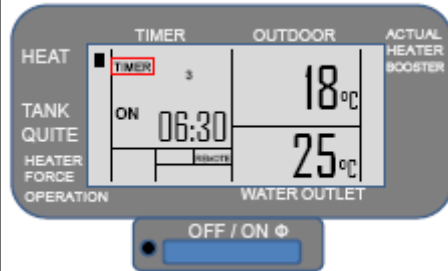 TIMER
OUTDOOR
ACTUAL
HEATER
BOOSTER
HEAT
TIMER
3
18°C
TANK
QUITE
ON
06:30
HEATER
FORCE
REMOTE
25°C
OPERATION
WATER OUTLET
OFF / ON Φ